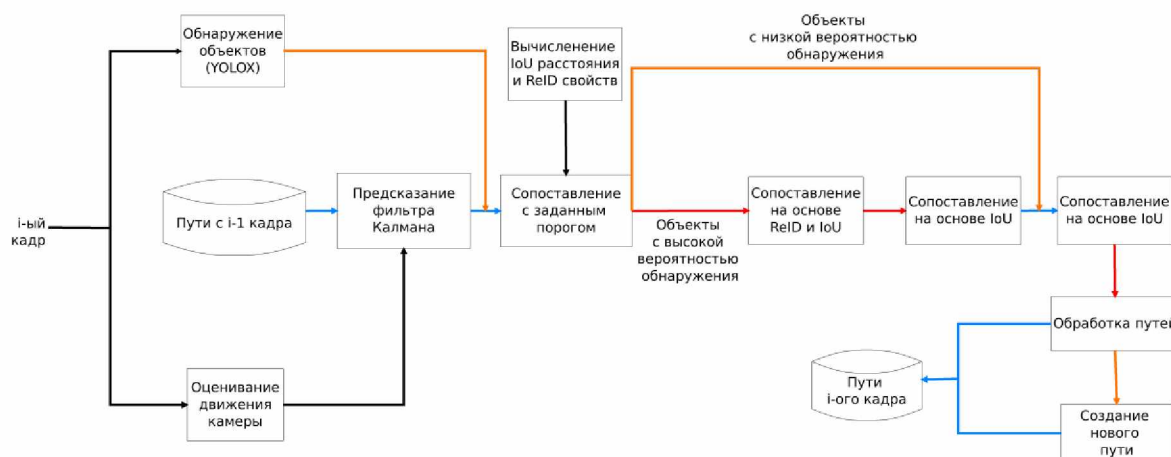 Обнаружение
объектов
(YOLOX)
Вычисленение
IoU расстояния
и ReID свойств
Объекты
с низкой вероятностью
обнаружения
i-ый
кадр
Пути с i-1 кадра
Предсказание
фильтра
Калмана
Сопоставление
с заданным
порогом
Объекты
с высокой
вероятностью
обнаружения
Сопоставление
на основе
ReID и IoU
Сопоставление
на основе IoU
Сопоставление
на основе IoU
Обработка путей
Оценивание
движения
камеры
Пути
i-ого кадра
Создание
нового
пути